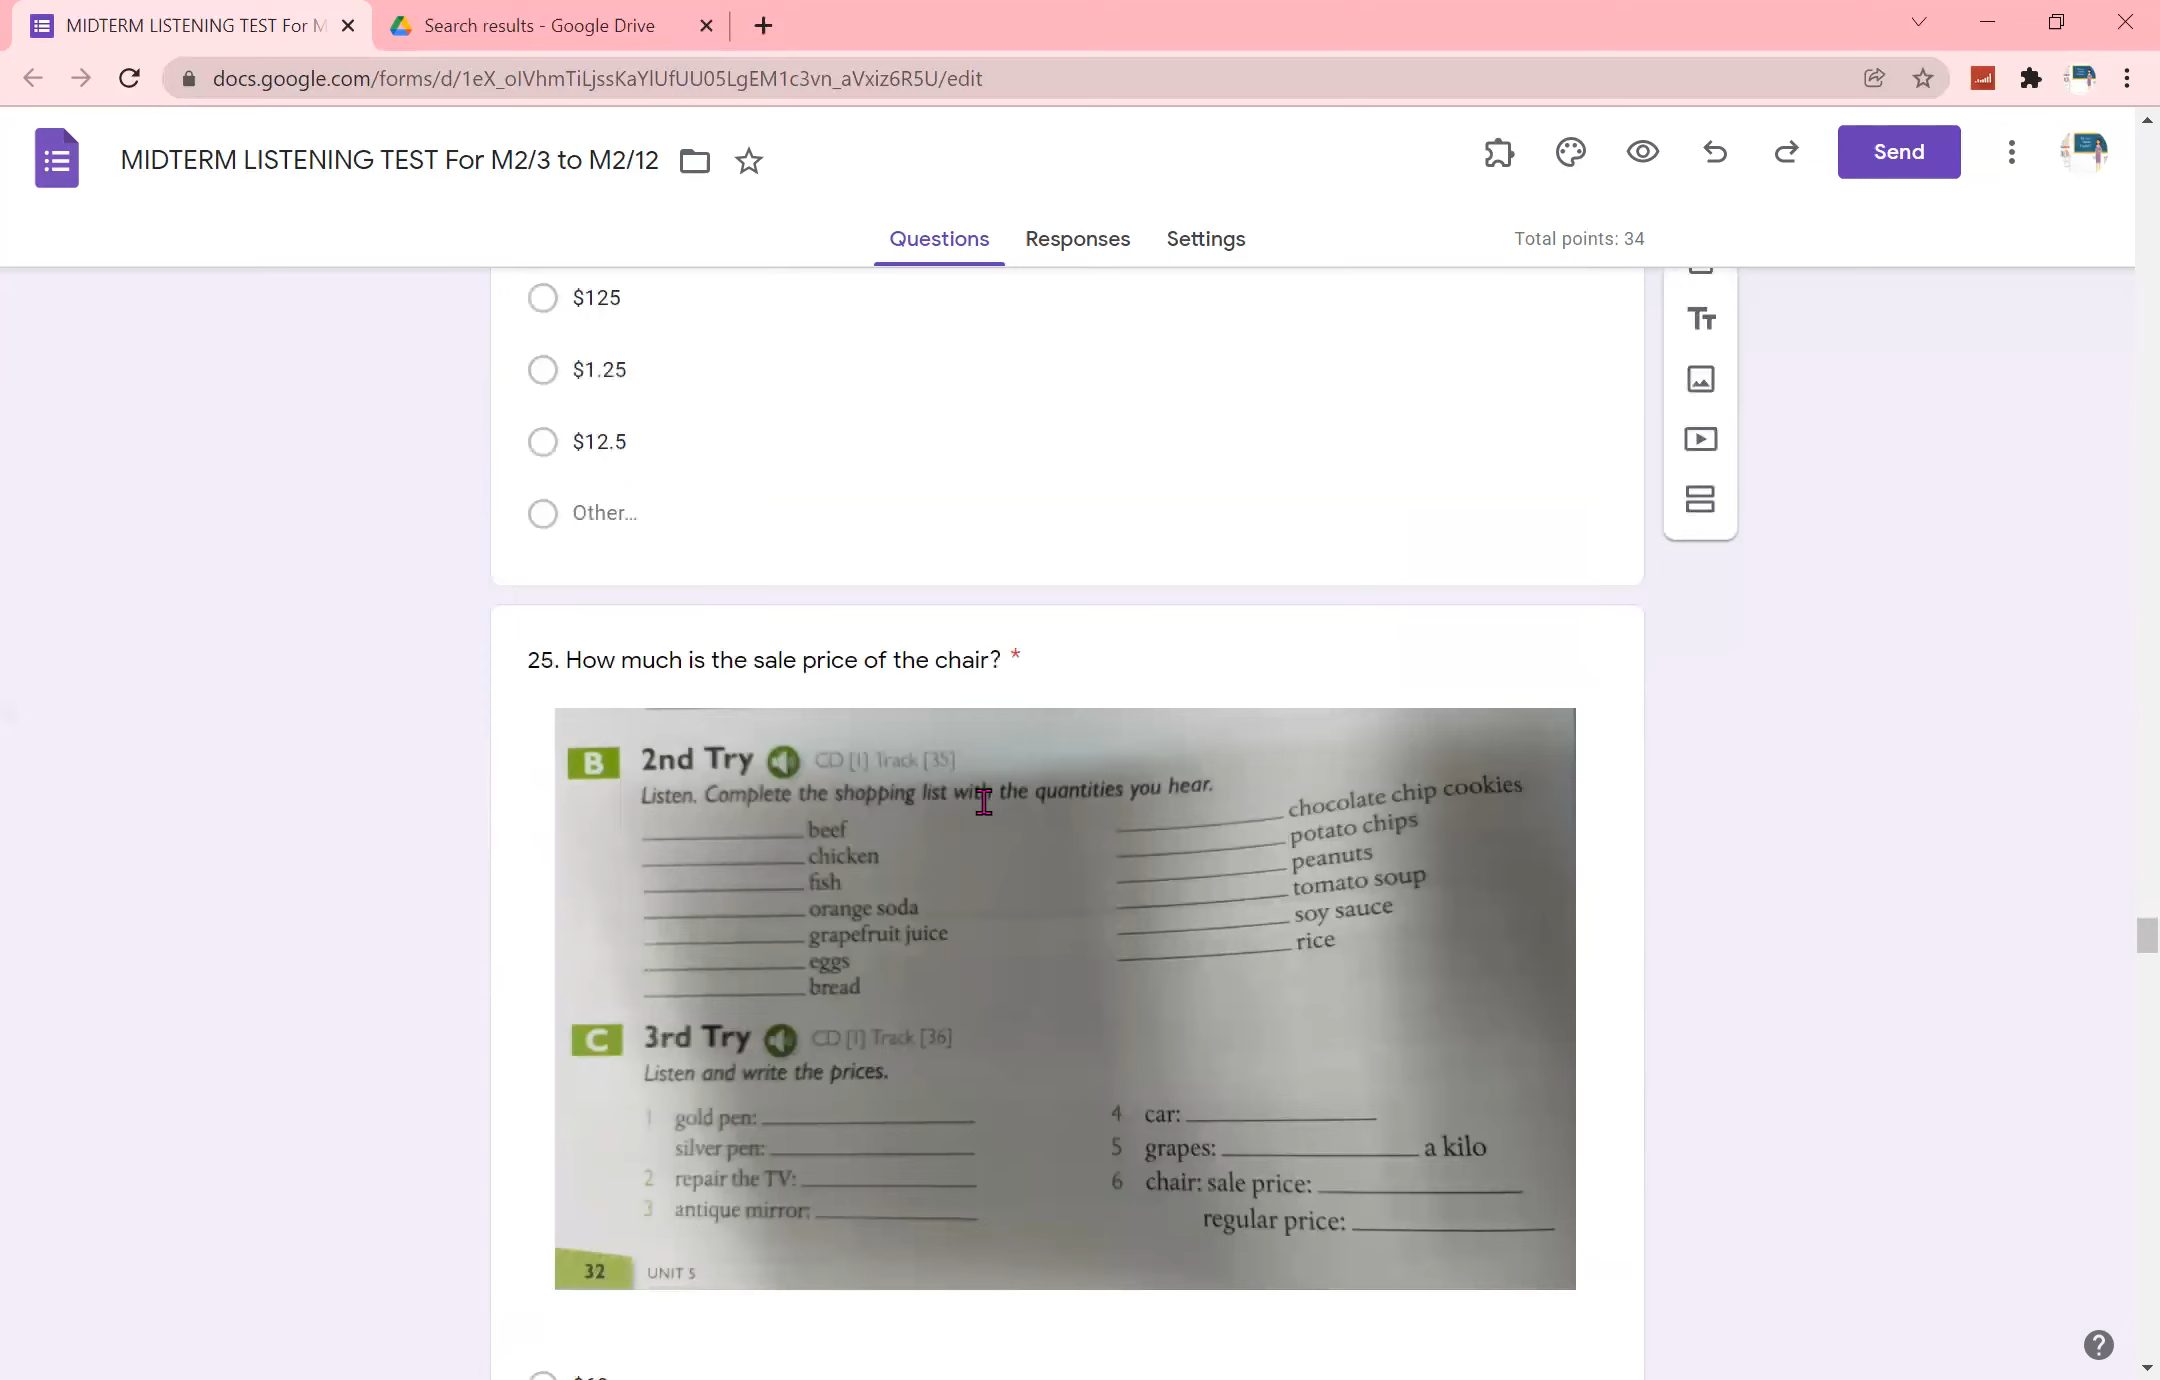 MIDTERM LISTENING TEST For M
Search results - Google Drive
docs.google.com/forms/d/1eX_oIVhmTiLjssKaYlUfUU05LgEM1c3vn_aVxiz6R5U/edit
MIDTERM LISTENING TEST For M2/3 to M2/12
Send
Questions
Responses
Settings
Total points: 34
$125
$1.25
$12.5
Other...
25. How much is the sale price of the chair? *
B 2nd Try CD [1] Track [35]
Listen. Complete the shopping list with the quantities you hear.
beef
chicken
fish
orange soda
grapefruit juice
eggs
bread
chocolate chip cookies
potato chips
peanuts
tomato soup
soy sauce
rice
C 3rd Try CD [1] Track [36]
Listen and write the prices.
1 gold pen:
silver pen:
2 repair the TV:
3 antique mirror:
4 car:
5 grapes: a kilo
6 chair: sale price:
regular price:
32 UNIT 5